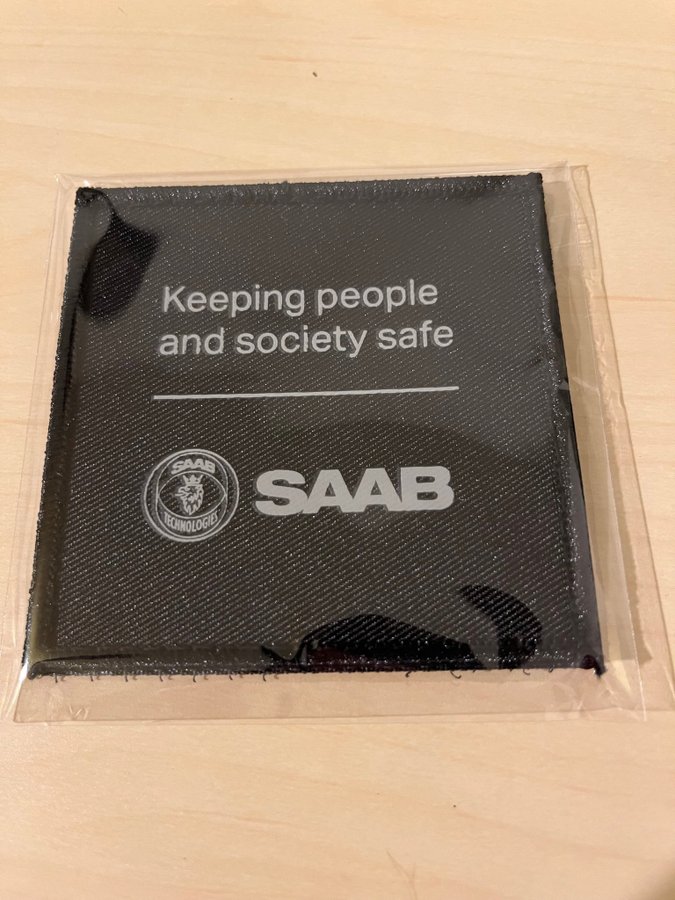 Keeping people
and society safe
SAAB
TECHNOLOGIES
SAAB